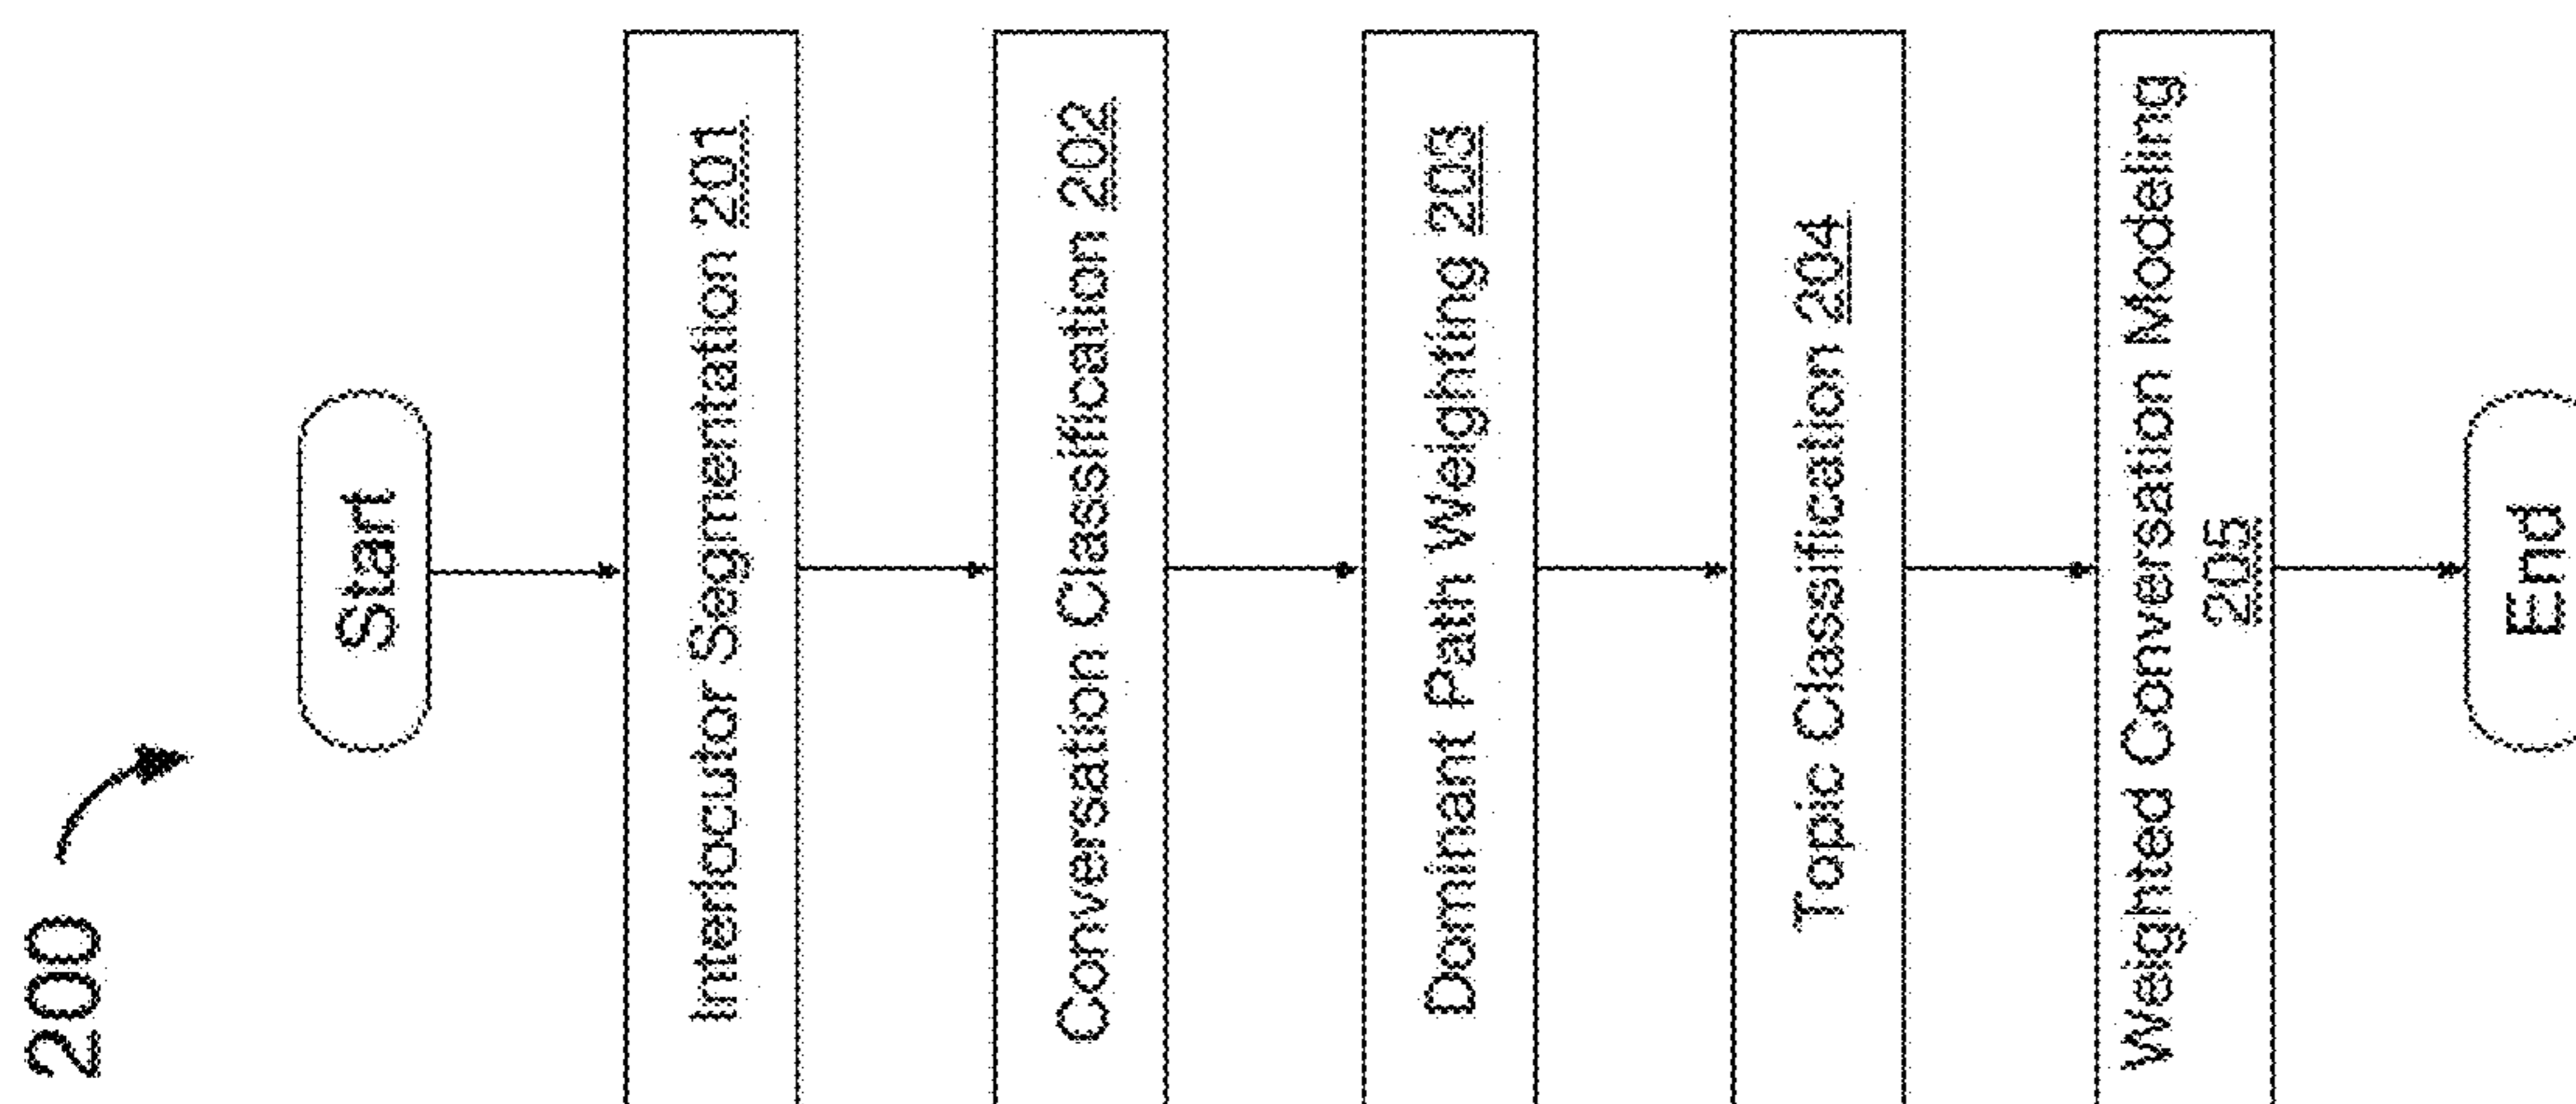 200
Start
Interlocutor Segmentation 201
Conversation Classification 202
Dominant Path Weighting 203
Topic Classification 204
Weighted Conversation Modeling
205
End